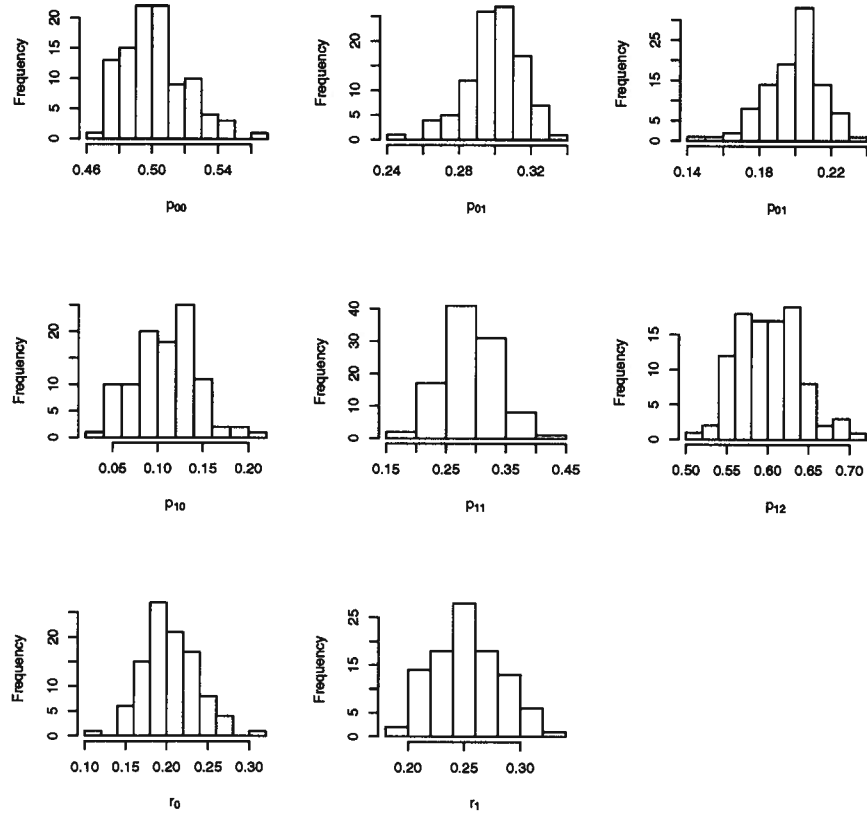 Frequency
0 5 10 15 20
0.46 0.50 0.54
p00
Frequency
0 5 10 20
0.24 0.28 0.32
p01
Frequency
0 5 15 25
0.14 0.18 0.22
p01
Frequency
0 5 10 20
0.05 0.10 0.15 0.20
p10
Frequency
0 10 20 30 40
0.15 0.25 0.35 0.45
p11
Frequency
0 5 10 15
0.50 0.55 0.60 0.65 0.70
p12
Frequency
0 5 10 20
0.10 0.15 0.20 0.25 0.30
r0
Frequency
0 5 15 25
0.20 0.25 0.30
r1